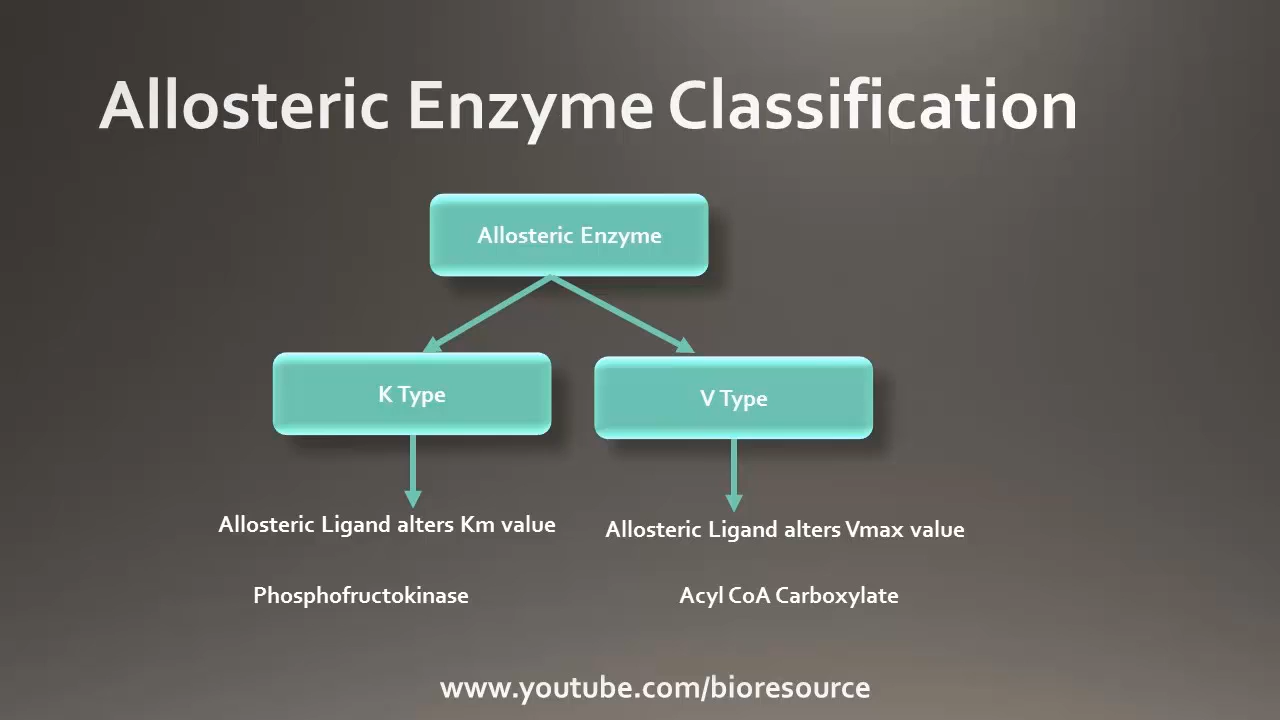 Allosteric Enzyme Classification
Allosteric Enzyme
K Type
V Type
Allosteric Ligand alters Km value
Allosteric Ligand alters Vmax value
Phosphofructokinase
Acyl CoA Carboxylate
www.youtube.com/bioresource